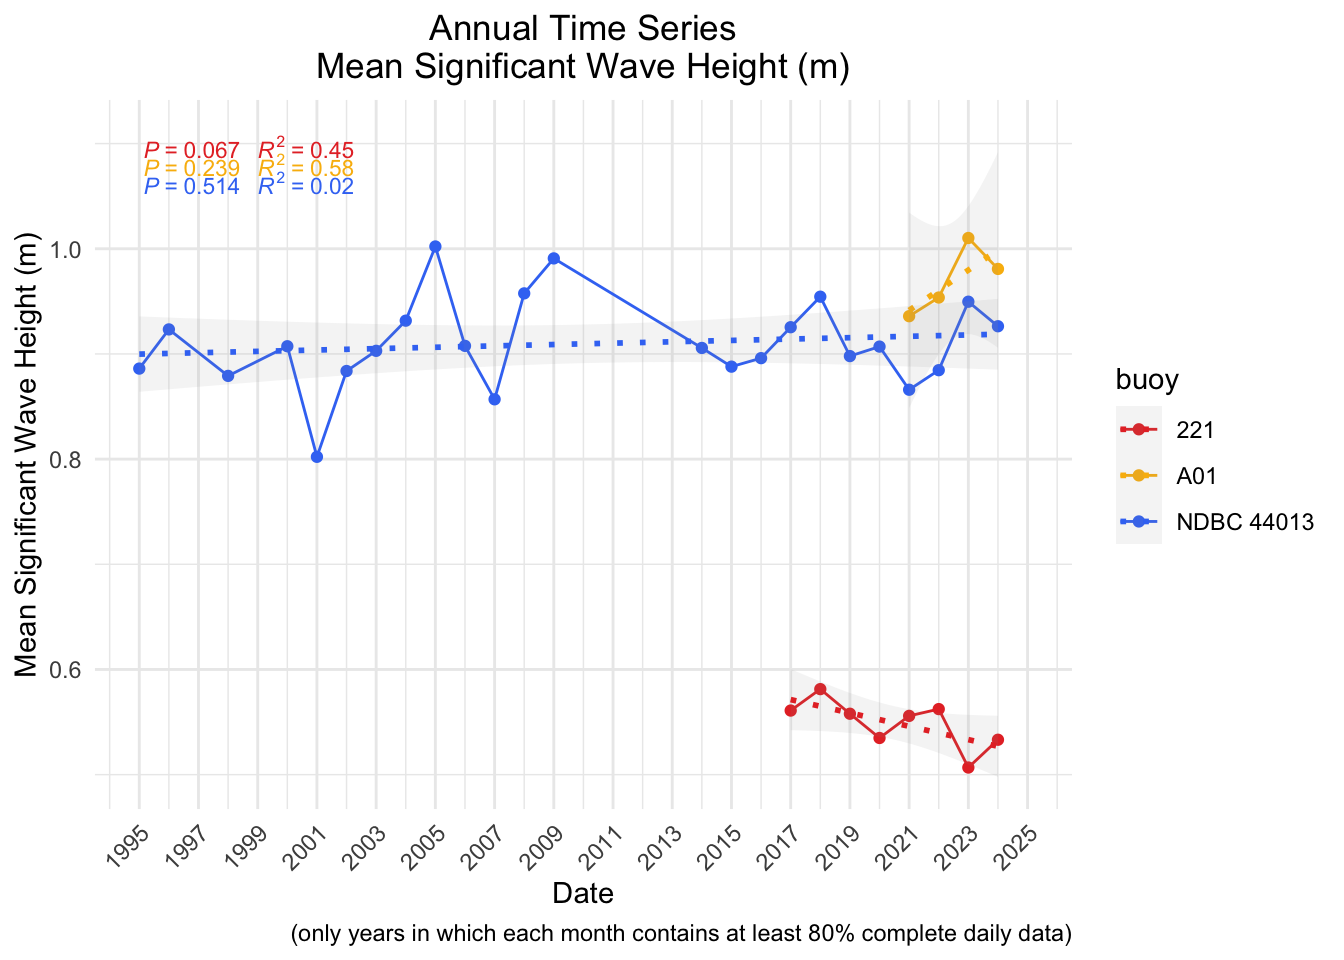 Annual Time Series
Mean Significant Wave Height (m)
P = 0.067 R² = 0.45
P = 0.239 R² = 0.58
P = 0.514 R² = 0.02
Mean Significant Wave Height (m)
1.0
0.8
0.6
1995 1997 1999 2001 2003 2005 2007 2009 2011 2013 2015 2017 2019 2021 2023 2025
Date
(only years in which each month contains at least 80% complete daily data)
buoy
221
A01
NDBC 44013